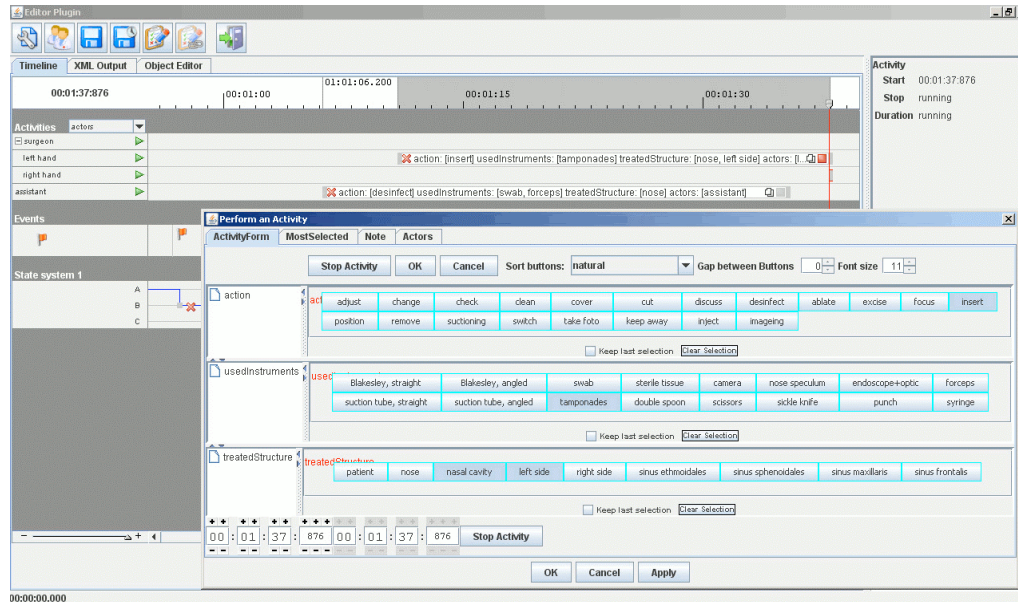 Editor Plugin
Timeline XML Output Object Editor
01:01:06.200
00:01:37:876 00:01:00 00:01:15 00:01:30
Activity
Start 00:01:37:876
Stop running
Duration running
Activities actors
surgeon
left hand
action: [insert] usedInstruments: [tamponades] treatedStructure: [nose, left side] actors: [l...
right hand
assistant
action: [desinfect] usedInstruments: [swab, forceps] treatedStructure: [nose] actors: [assistant]
Events
State system 1
A
B
C
- +
Perform an Activity
ActivityForm MostSelected Note Actors
Stop Activity OK Cancel Sort buttons: natural Gap between Buttons 0 Font size 11
action
act
adjust change check clean cover cut discuss desinfect ablate excise focus insert
position remove suctioning switch take foto keep away inject imageing
Keep last selection Clear Selection
usedInstruments
Blakesley, straight Blakesley, angled swab sterile tissue camera nose speculum endoscope+optic forceps
suction tube, straight suction tube, angled tamponades double spoon scissors sickle knife punch syringe
Keep last selection Clear Selection
treatedStructure
treatedStructure
patient nose nasal cavity left side right side sinus ethmoidales sinus sphenoidales sinus maxillaris sinus frontalis
Keep last selection Clear Selection
+ + + + + + + + + + + + + + + + + +
00 : 01 : 37 : 876 00 : 01 : 37 : 876 Stop Activity
- - - - - - - - - - - - - - - - - -
OK Cancel Apply
00:00:00.000